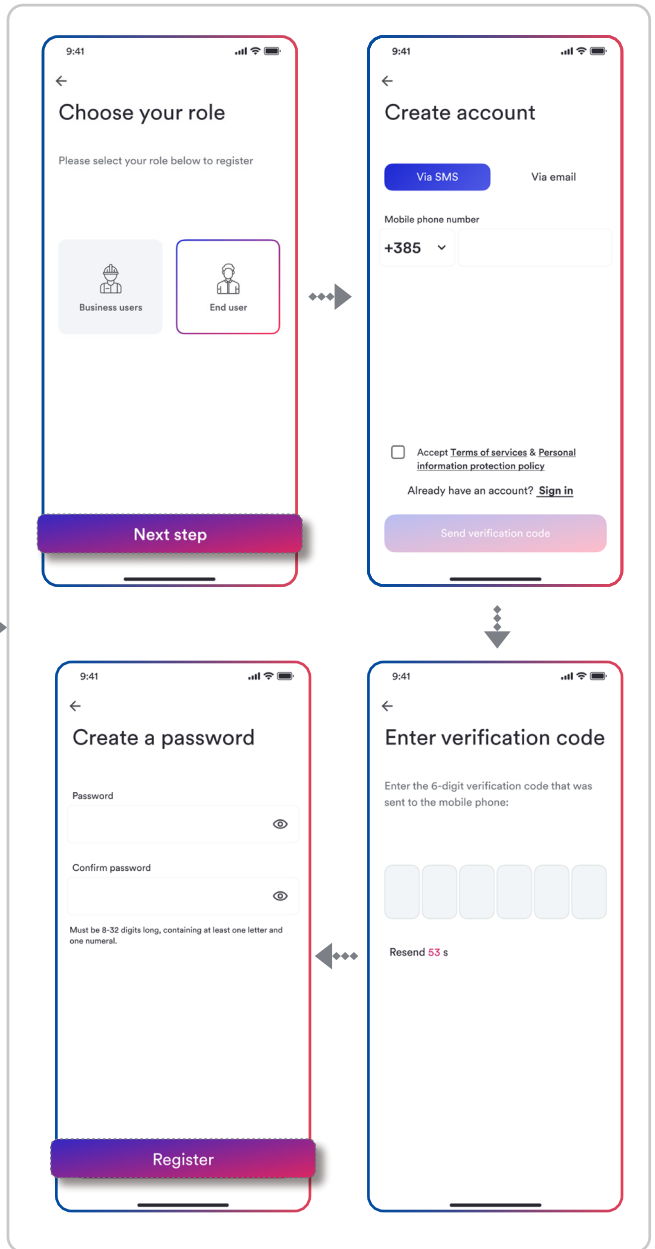 9:41
Choose your role
Please select your role below to register
Business users
End user
Next step
9:41
Create account
Via SMS
Via email
Mobile phone number
+385
Accept Terms of services & Personal
information protection policy
Already have an account? Sign in
Send verification code
9:41
Enter verification code
Enter the 6-digit verification code that was
sent to the mobile phone:
Resend 53 s
9:41
Create a password
Password
Confirm password
Must be 8-32 digits long, containing at least one letter and
one numeral.
Register